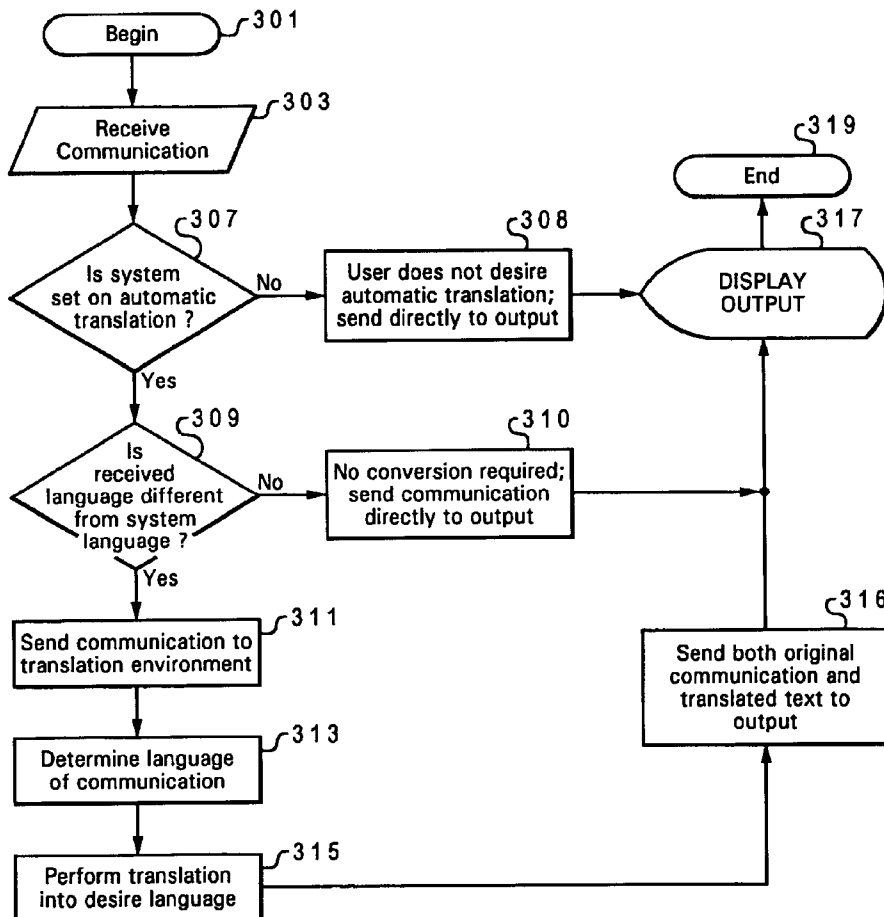 Begin
301
Receive
Communication
303
307
Is system
set on automatic
translation ?
No
Yes
308
User does not desire
automatic translation;
send directly to output
319
End
317
DISPLAY
OUTPUT
309
Is
received
language different
from system
language ?
No
Yes
310
No conversion required;
send communication
directly to output
311
Send communication to
translation environment
313
Determine language
of communication
315
Perform translation
into desire language
316
Send both original
communication and
translated text to
output